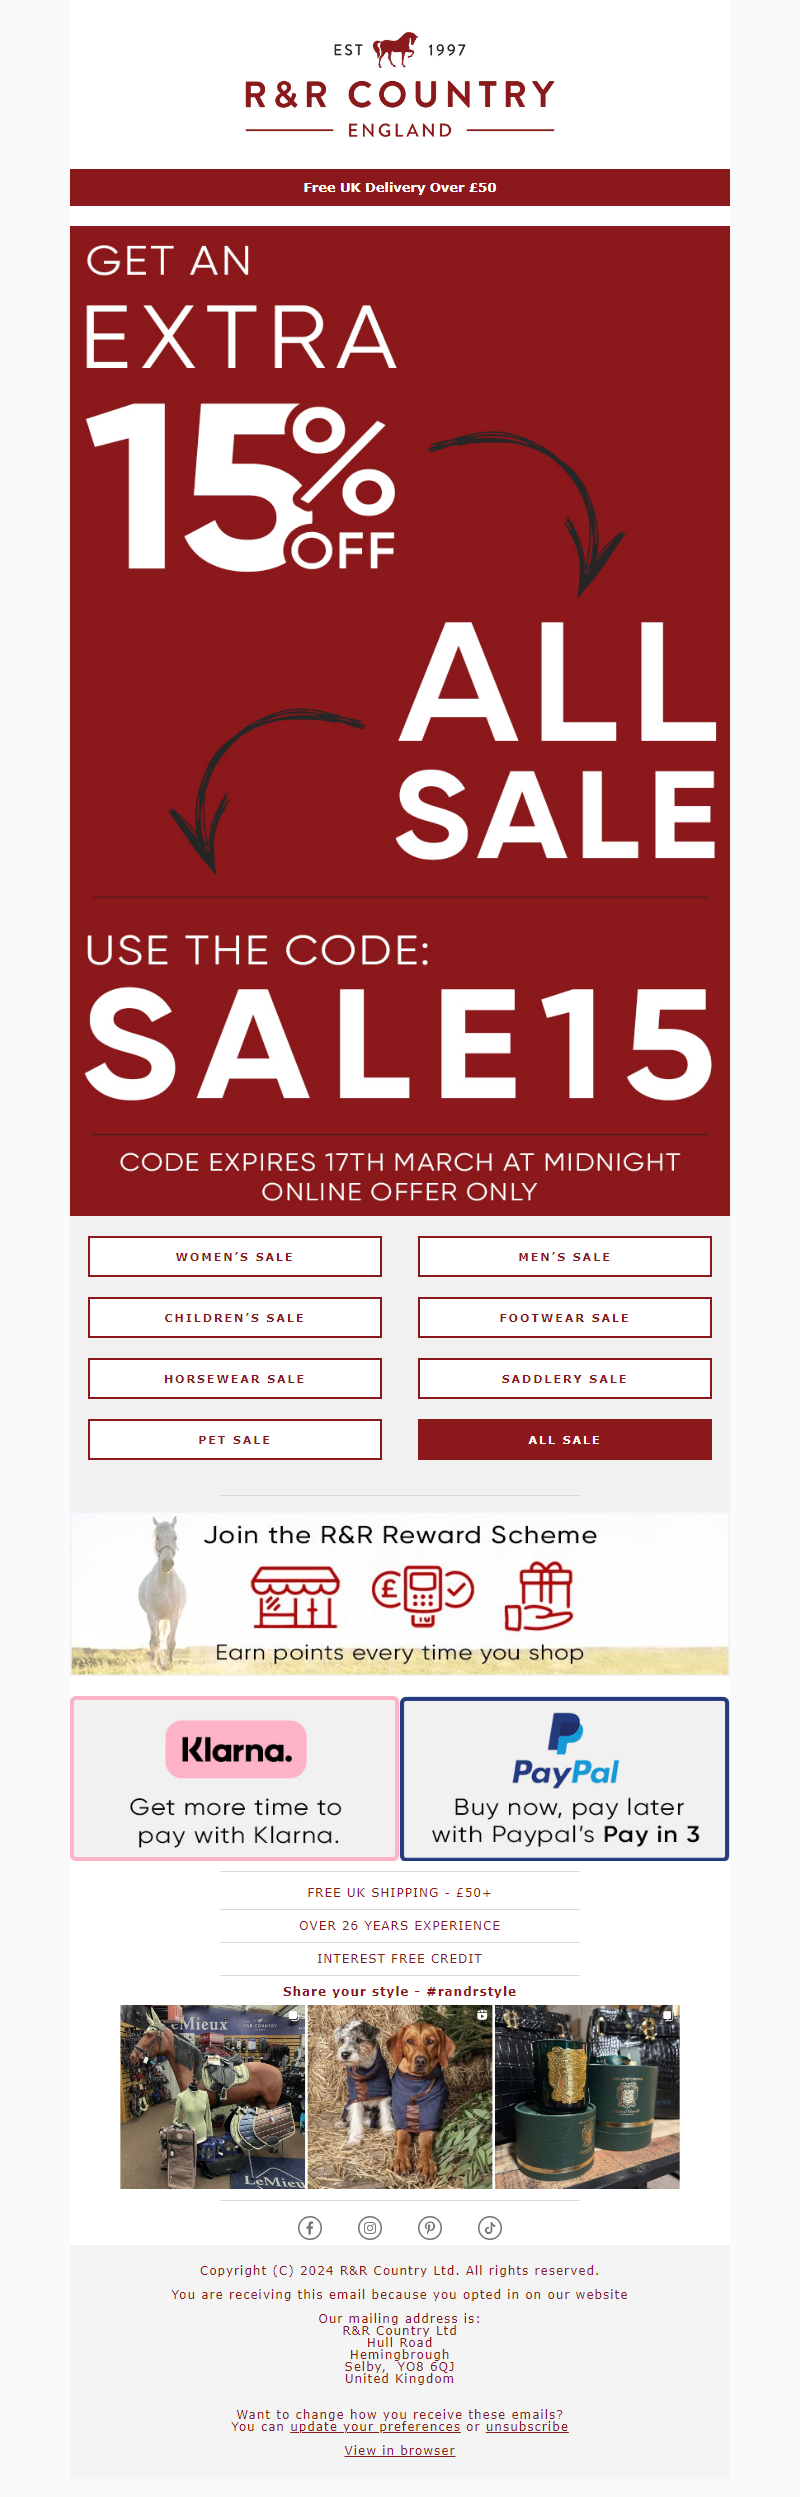 EST 1997
R&R COUNTRY
ENGLAND
Free UK Delivery Over £50
GET AN
EXTRA
15%
OFF
ALL
SALE
USE THE CODE:
SALE15
CODE EXPIRES 17TH MARCH AT MIDNIGHT
ONLINE OFFER ONLY
WOMEN’S SALE
MEN’S SALE
CHILDREN’S SALE
FOOTWEAR SALE
HORSEWEAR SALE
SADDLERY SALE
PET SALE
ALL SALE
Join the R&R Reward Scheme
£
Earn points every time you shop
Klarna.
Get more time to
pay with Klarna.
PayPal
Buy now, pay later
with Paypal’s Pay in 3
FREE UK SHIPPING - £50+
OVER 26 YEARS EXPERIENCE
INTEREST FREE CREDIT
Share your style - #randrstyle
eMieux
R&R COUNTRY
LeMieu
Copyright (C) 2024 R&R Country Ltd. All rights reserved.
You are receiving this email because you opted in on our website
Our mailing address is:
R&R Country Ltd
Hull Road
Hemingbrough
Selby, YO8 6QJ
United Kingdom
Want to change how you receive these emails?
You can update your preferences or unsubscribe
View in browser